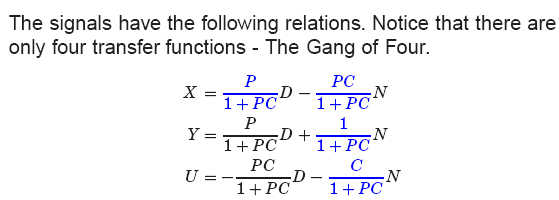 The signals have the following relations. Notice that there are
only four transfer functions - The Gang of Four.
X = \frac{P}{1 + PC} D - \frac{PC}{1 + PC} N
Y = \frac{P}{1 + PC} D + \frac{1}{1 + PC} N
U = -\frac{PC}{1 + PC} D - \frac{C}{1 + PC} N